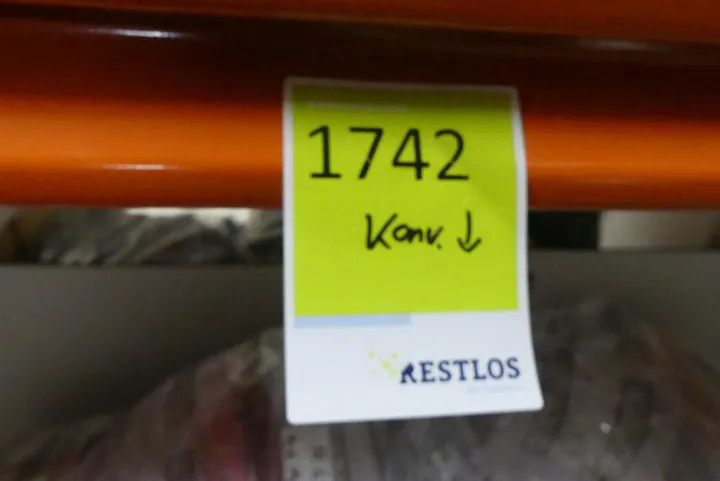 1742
Konv. ↓
RESTLOS